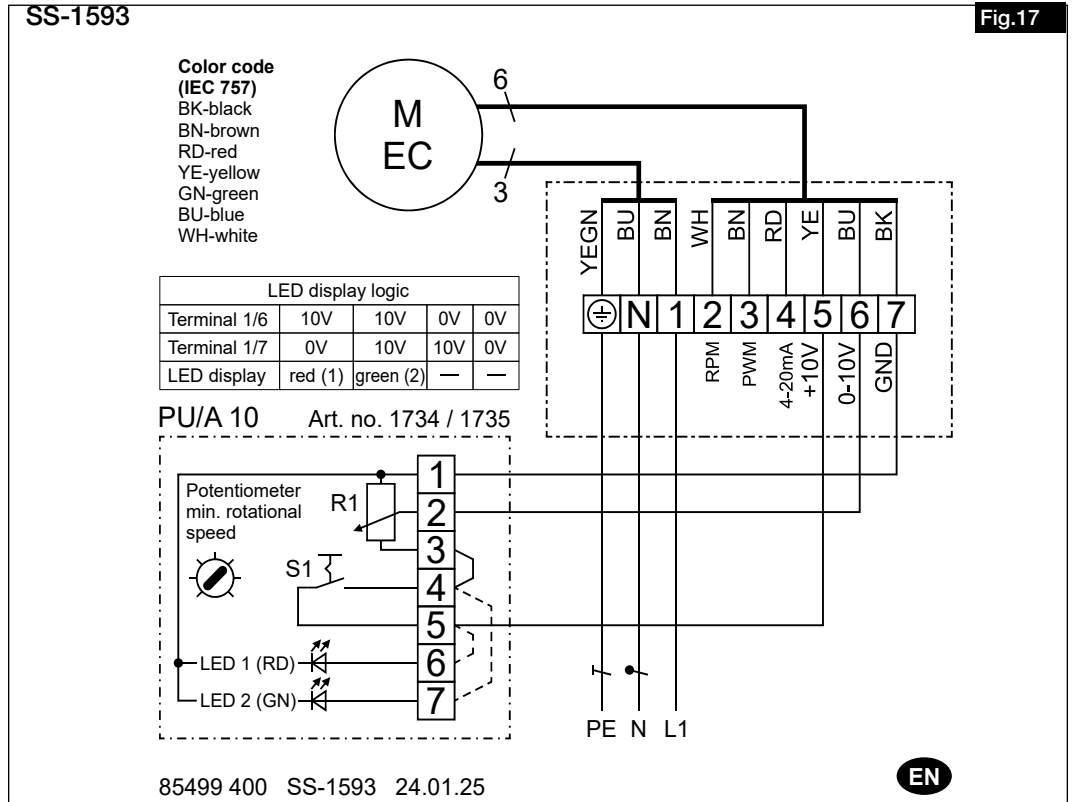 SS-1593
Fig.17
Color code
(IEC 757)
BK-black
BN-brown
RD-red
YE-yellow
GN-green
BU-blue
WH-white
M
EC
6
3
YEGN
BU
BN
WH
BN
RD
YE
BU
BK
N 1 2 3 4 5 6 7
RPM
PWM
4-20mA
+10V
0-10V
GND
LED display logic
Terminal 1/6 10V 10V 0V 0V
Terminal 1/7 0V 10V 10V 0V
LED display red (1) green (2) — —
PU/A 10 Art. no. 1734 / 1735
Potentiometer
min. rotational
speed
R1
S1
1
2
3
4
5
6
7
LED 1 (RD)
LED 2 (GN)
PE N L1
85499 400 SS-1593 24.01.25
EN